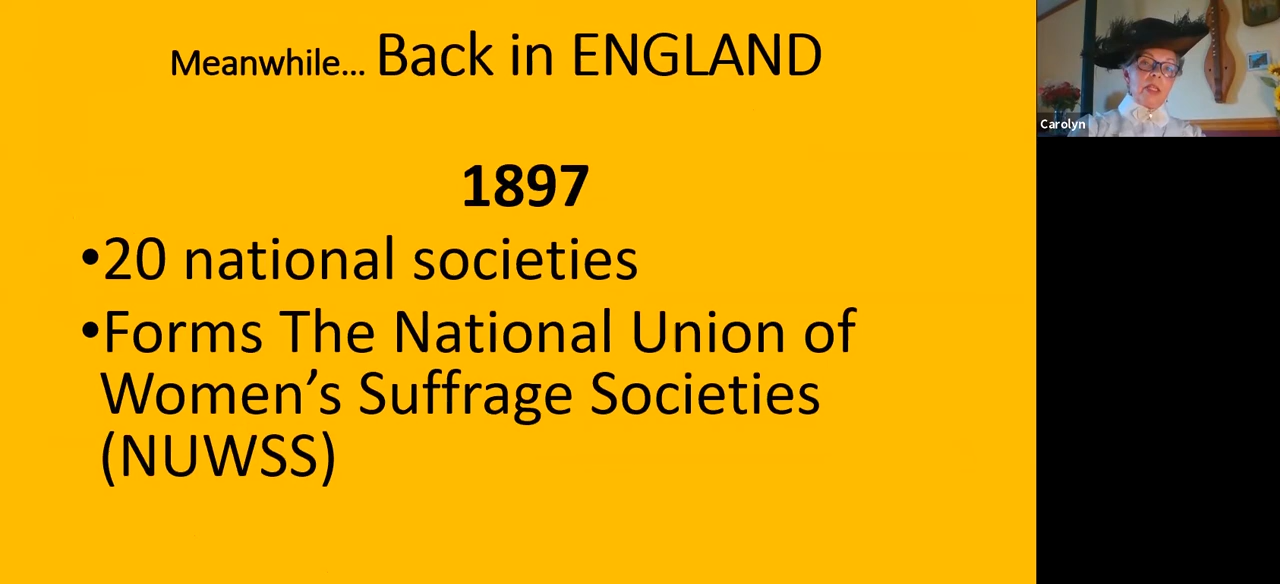 Meanwhile... Back in ENGLAND
1897
•20 national societies
•Forms The National Union of
Women’s Suffrage Societies
(NUWSS)
Carolyn